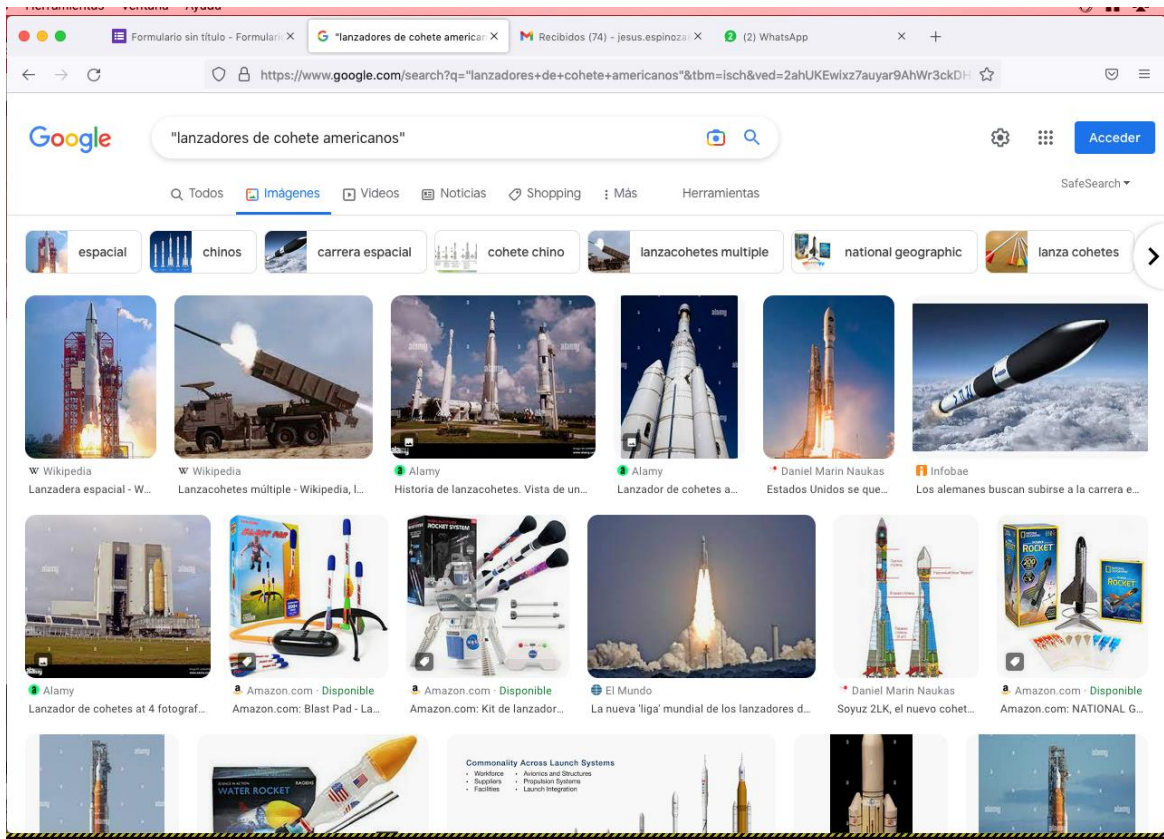 Herramientas Ventana Ayuda
Formulario sin título - Formulari
"lanzadores de cohete american
Recibidos (74) - jesus.espinoza
(2) WhatsApp
https://www.google.com/search?q="lanzadores+de+cohete+americanos"&tbm=isch&ved=2ahUKEwixz7auyar9AhWr3ckDH
Google
"lanzadores de cohete americanos"
Acceder
Todos
Imágenes
Videos
Noticias
Shopping
Más
Herramientas
SafeSearch
espacial
chinos
carrera espacial
cohete chino
lanzacohetes multiple
national geographic
lanza cohetes
Wikipedia
Lanzadera espacial - W...
Wikipedia
Lanzacohetes múltiple - Wikipedia, l...
Alamy
Historia de lanzacohetes. Vista de un...
Alamy
Lanzador de cohetes a...
Daniel Marin Naukas
Estados Unidos se que...
Infobae
Los alemanes buscan subirse a la carrera e...
Alamy
Lanzador de cohetes at 4 fotograf...
Amazon.com · Disponible
Amazon.com: Blast Pad - La...
Amazon.com · Disponible
Amazon.com: Kit de lanzador...
El Mundo
La nueva 'liga' mundial de los lanzadores d...
Daniel Marin Naukas
Soyuz 2LK, el nuevo cohet...
Amazon.com · Disponible
Amazon.com: NATIONAL G...
WATER ROCKET
Commonality Across Launch Systems
• Workforce • Avionics and Structures
• Suppliers • Propulsion Systems
• Facilities • Launch Integration